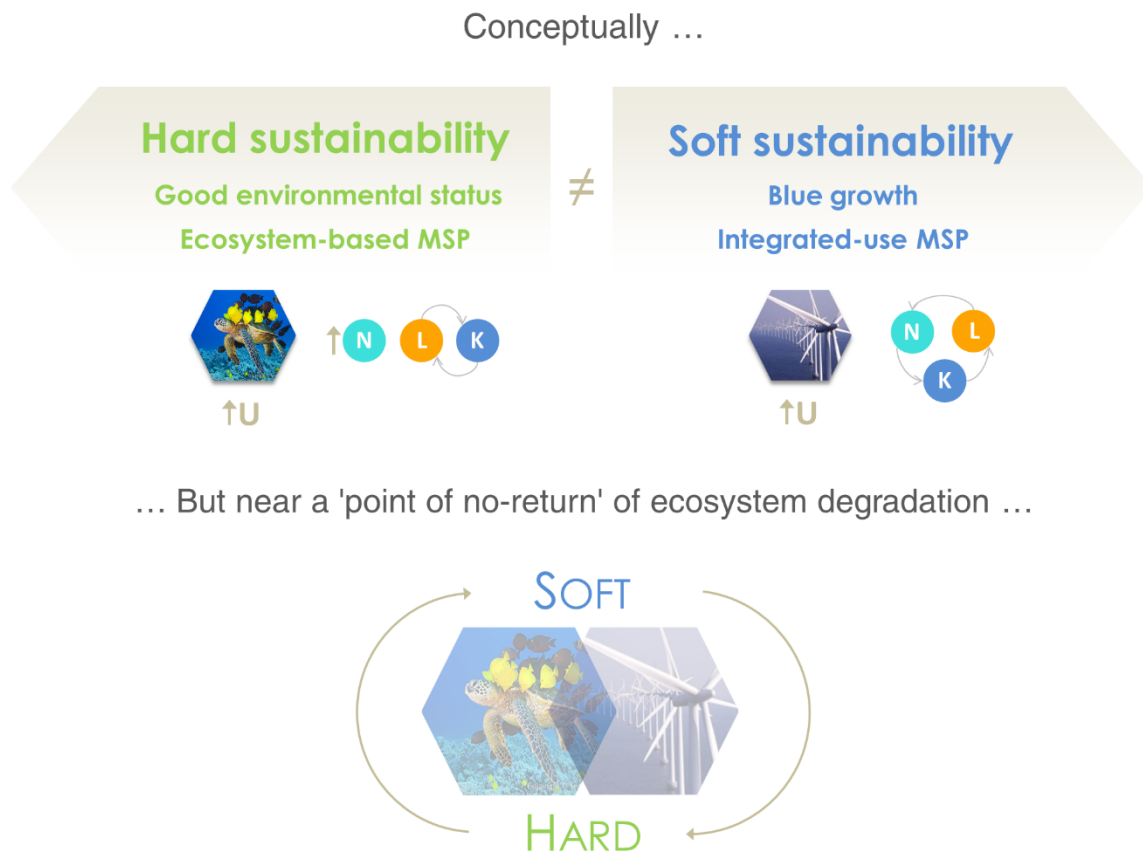 Conceptually …
Hard sustainability
Good environmental status
Ecosystem-based MSP
≠
Soft sustainability
Blue growth
Integrated-use MSP
↑N L K
↑U
N L
K
↑U
… But near a 'point of no-return' of ecosystem degradation …
SOFT
HARD